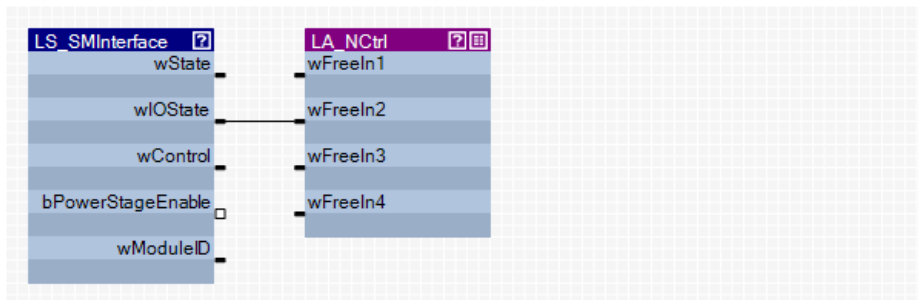 LS_SMInterface ?
LA_NCtrl ?
wState
wFreeIn1
wIOState
wFreeIn2
wControl
wFreeIn3
bPowerStageEnable
wFreeIn4
wModuleID